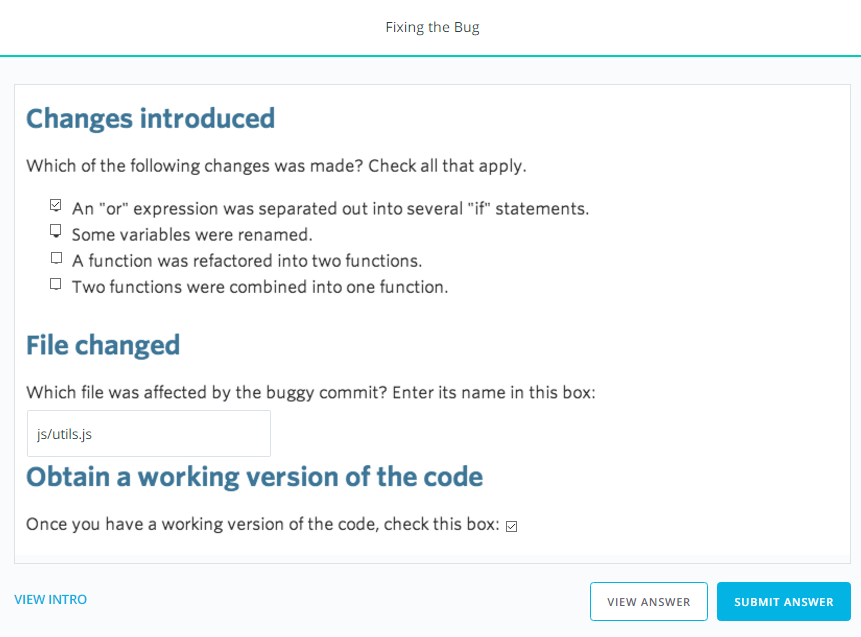 Fixing the Bug
Changes introduced
Which of the following changes was made? Check all that apply.
An "or" expression was separated out into several "if" statements.
Some variables were renamed.
A function was refactored into two functions.
Two functions were combined into one function.
File changed
Which file was affected by the buggy commit? Enter its name in this box:
js/utils.js
Obtain a working version of the code
Once you have a working version of the code, check this box:
VIEW INTRO
VIEW ANSWER
SUBMIT ANSWER